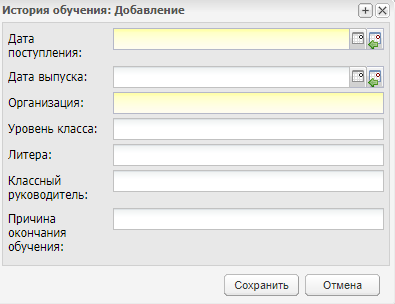 История обучения: Добавление
Дата
поступления:
Дата выпуска:
Организация:
Уровень класса:
Литера:
Классный
руководитель:
Причина
окончания
обучения:
Сохранить
Отмена